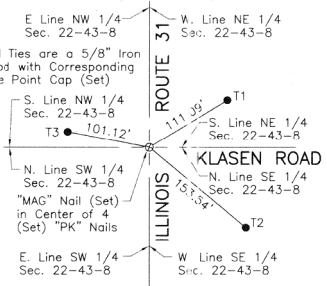 E Line NW 1/4
Sec. 22-43-8
W. Line NE 1/4
Sec. 22-43-8
Ties are a 5/8" Iron
with Corresponding
Point Cap (Set)
ROUTE 31
S. Line NW 1/4
Sec. 22-43-8
T1
111.09'
S. Line NE 1/4
Sec. 22-43-8
T3
101.12'
KLASEN ROAD
N. Line SW 1/4
Sec. 22-43-8
N. Line SE 1/4
Sec. 22-43-8
"MAG" Nail (Set)
in Center of 4
(Set) "PK" Nails
ILLINOIS
153.54'
T2
E. Line SW 1/4
Sec. 22-43-8
W Line SE 1/4
Sec. 22-43-8